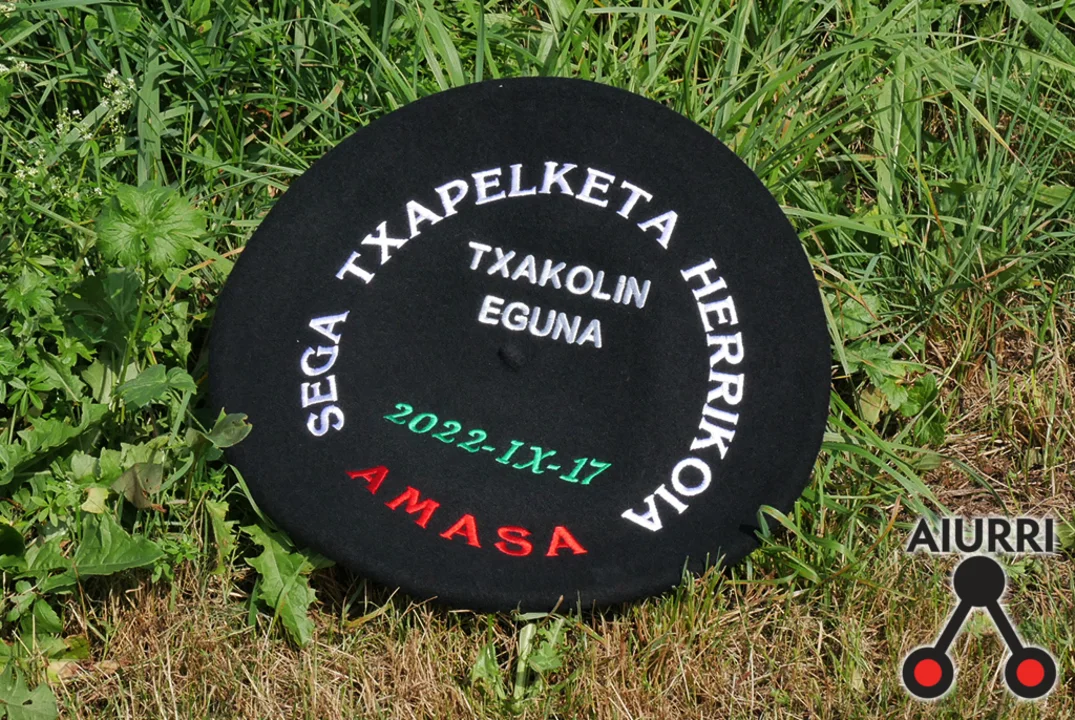 SEGA TXAPELKETA HERRIKOIA
TXAKOLIN
EGUNA
2022-IX-17
AMASA
AIURRI